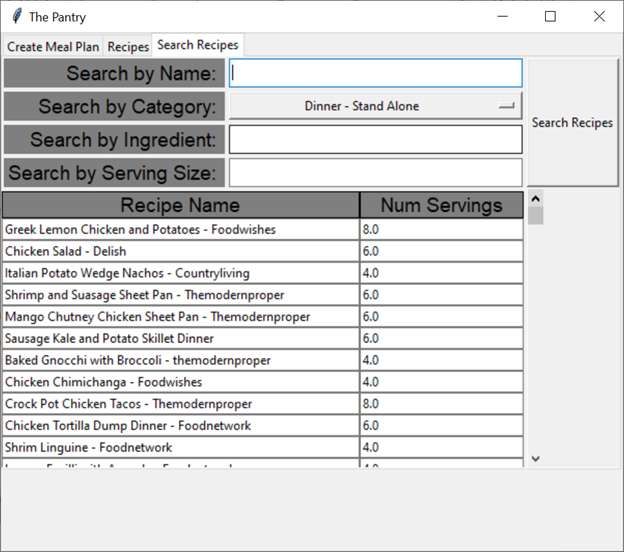 The Pantry
Create Meal Plan Recipes Search Recipes
Search by Name:
Search by Category: Dinner - Stand Alone
Search Recipes
Search by Ingredient:
Search by Serving Size:
Recipe Name Num Servings
Greek Lemon Chicken and Potatoes - Foodwishes 8.0
Chicken Salad - Delish 6.0
Italian Potato Wedge Nachos - Countryliving 4.0
Shrimp and Suasage Sheet Pan - Themodernproper 6.0
Mango Chutney Chicken Sheet Pan - Themodernproper 6.0
Sausage Kale and Potato Skillet Dinner 6.0
Baked Gnocchi with Broccoli - themodernproper 4.0
Chicken Chimichanga - Foodwishes 4.0
Crock Pot Chicken Tacos - Themodernproper 8.0
Chicken Tortilla Dump Dinner - Foodnetwork 6.0
Shrim Linguine - Foodnetwork 4.0